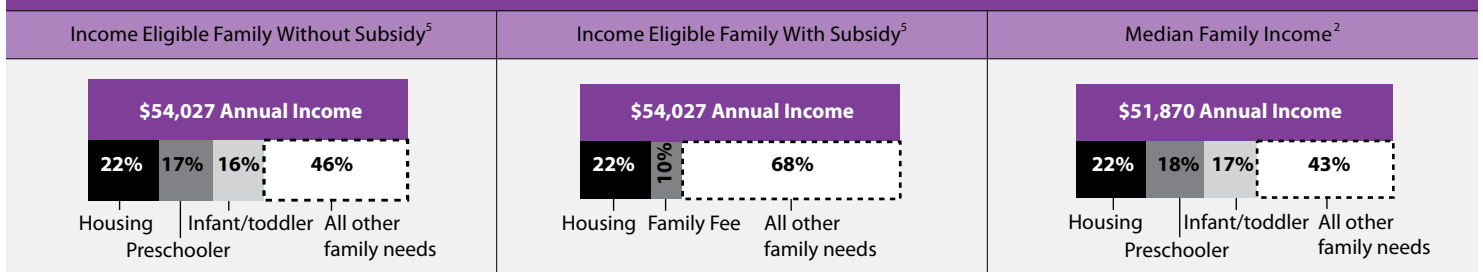 Income Eligible Family Without Subsidy5
Income Eligible Family With Subsidy5
Median Family Income2
$54,027 Annual Income
22% 17% 16% 46%
Housing Infant/toddler All other
Preschooler family needs
$54,027 Annual Income
22% 10% 68%
Housing Family Fee All other
family needs
$51,870 Annual Income
22% 18% 17% 43%
Housing Infant/toddler All other
Preschooler family needs